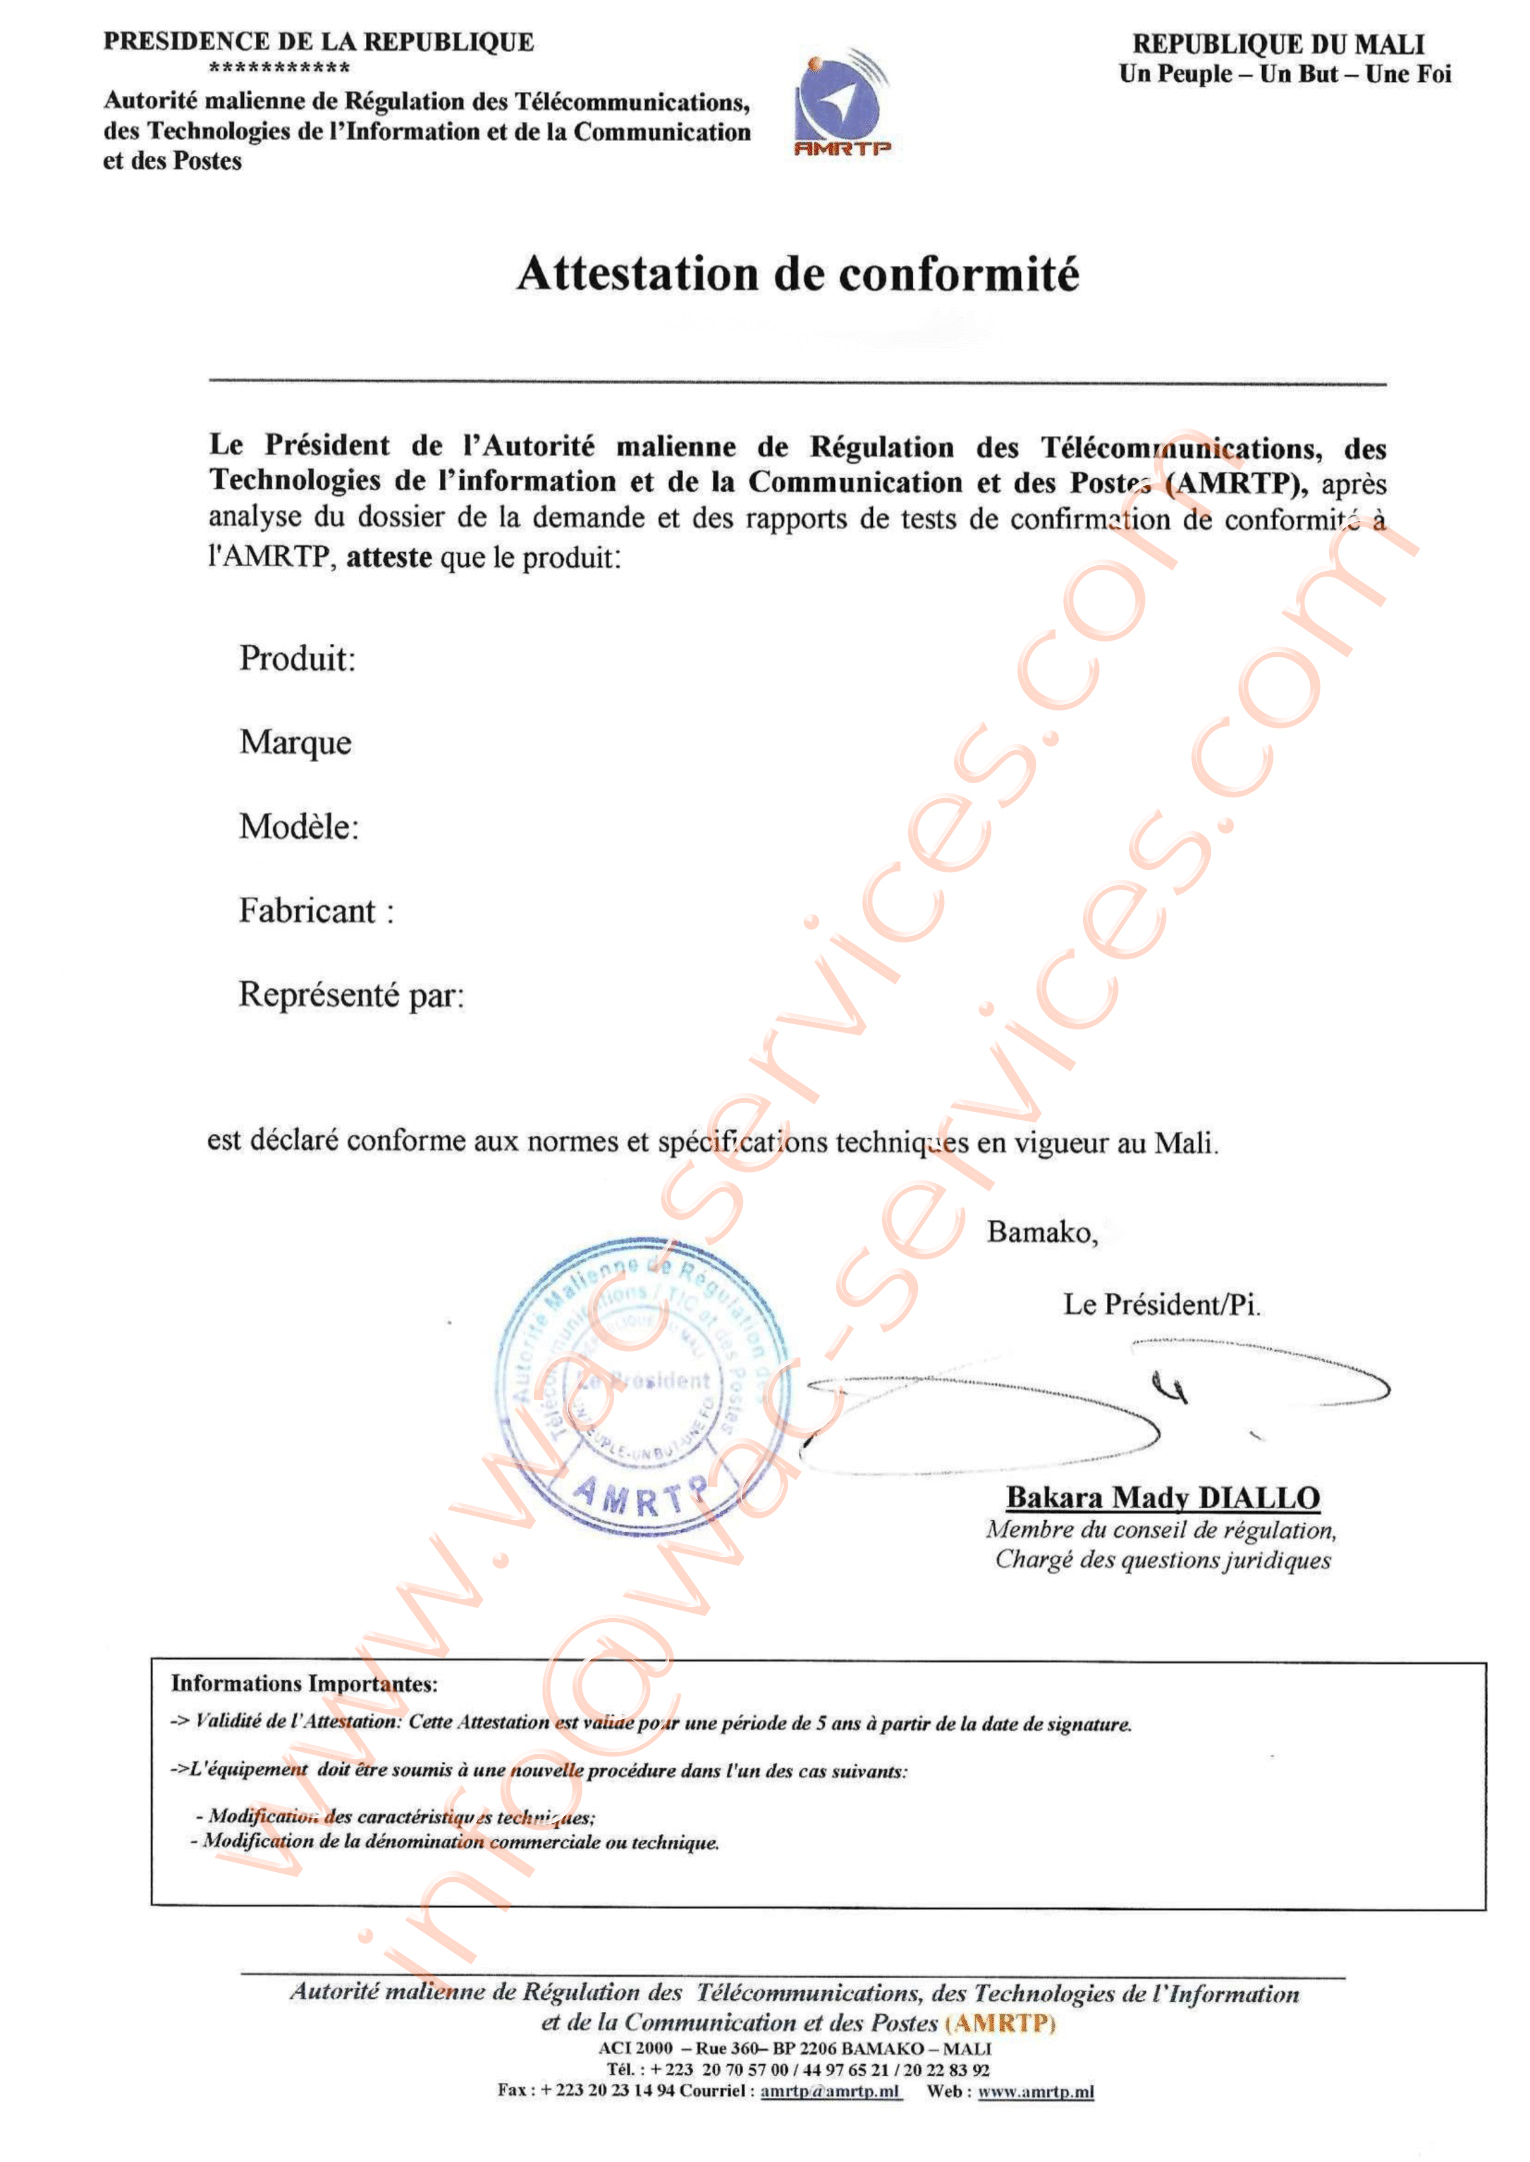 PRESIDENCE DE LA REPUBLIQUE
***********
Autorité malienne de Régulation des Télécommunications,
des Technologies de l'Information et de la Communication
et des Postes
AMRTP
REPUBLIQUE DU MALI
Un Peuple – Un But – Une Foi
Attestation de conformité
Le Président de l'Autorité malienne de Régulation des Télécommunications, des
Technologies de l'information et de la Communication et des Postes (AMRTP), après
analyse du dossier de la demande et des rapports de tests de confirmation de conformité à
l'AMRTP, atteste que le produit:
Produit:
Marque
Modèle:
Fabricant :
Représenté par:
est déclaré conforme aux normes et spécifications techniques en vigueur au Mali.
Bamako,
Le Président/Pi.
Autorité Malienne de Régulation des
Télécommunications / TIC et des Postes
REPUBLIQUE DU MALI
Le Président
UN PEUPLE-UN BUT-UNE FOI
AMRTP
Bakara Mady DIALLO
Membre du conseil de régulation,
Chargé des questions juridiques
Informations Importantes:
-> Validité de l'Attestation: Cette Attestation est valide pour une période de 5 ans à partir de la date de signature.
->L'équipement doit être soumis à une nouvelle procédure dans l'un des cas suivants:
- Modification des caractéristiques techniques;
- Modification de la dénomination commerciale ou technique.
Autorité malienne de Régulation des Télécommunications, des Technologies de l'Information
et de la Communication et des Postes (AMRTP)
ACI 2000 – Rue 360– BP 2206 BAMAKO – MALI
Tél. : + 223 20 70 57 00 / 44 97 65 21 / 20 22 83 92
Fax : + 223 20 23 14 94 Courriel : amrtp@amrtp.ml Web : www.amrtp.ml
www.wac-services.com
info@wac-services.com